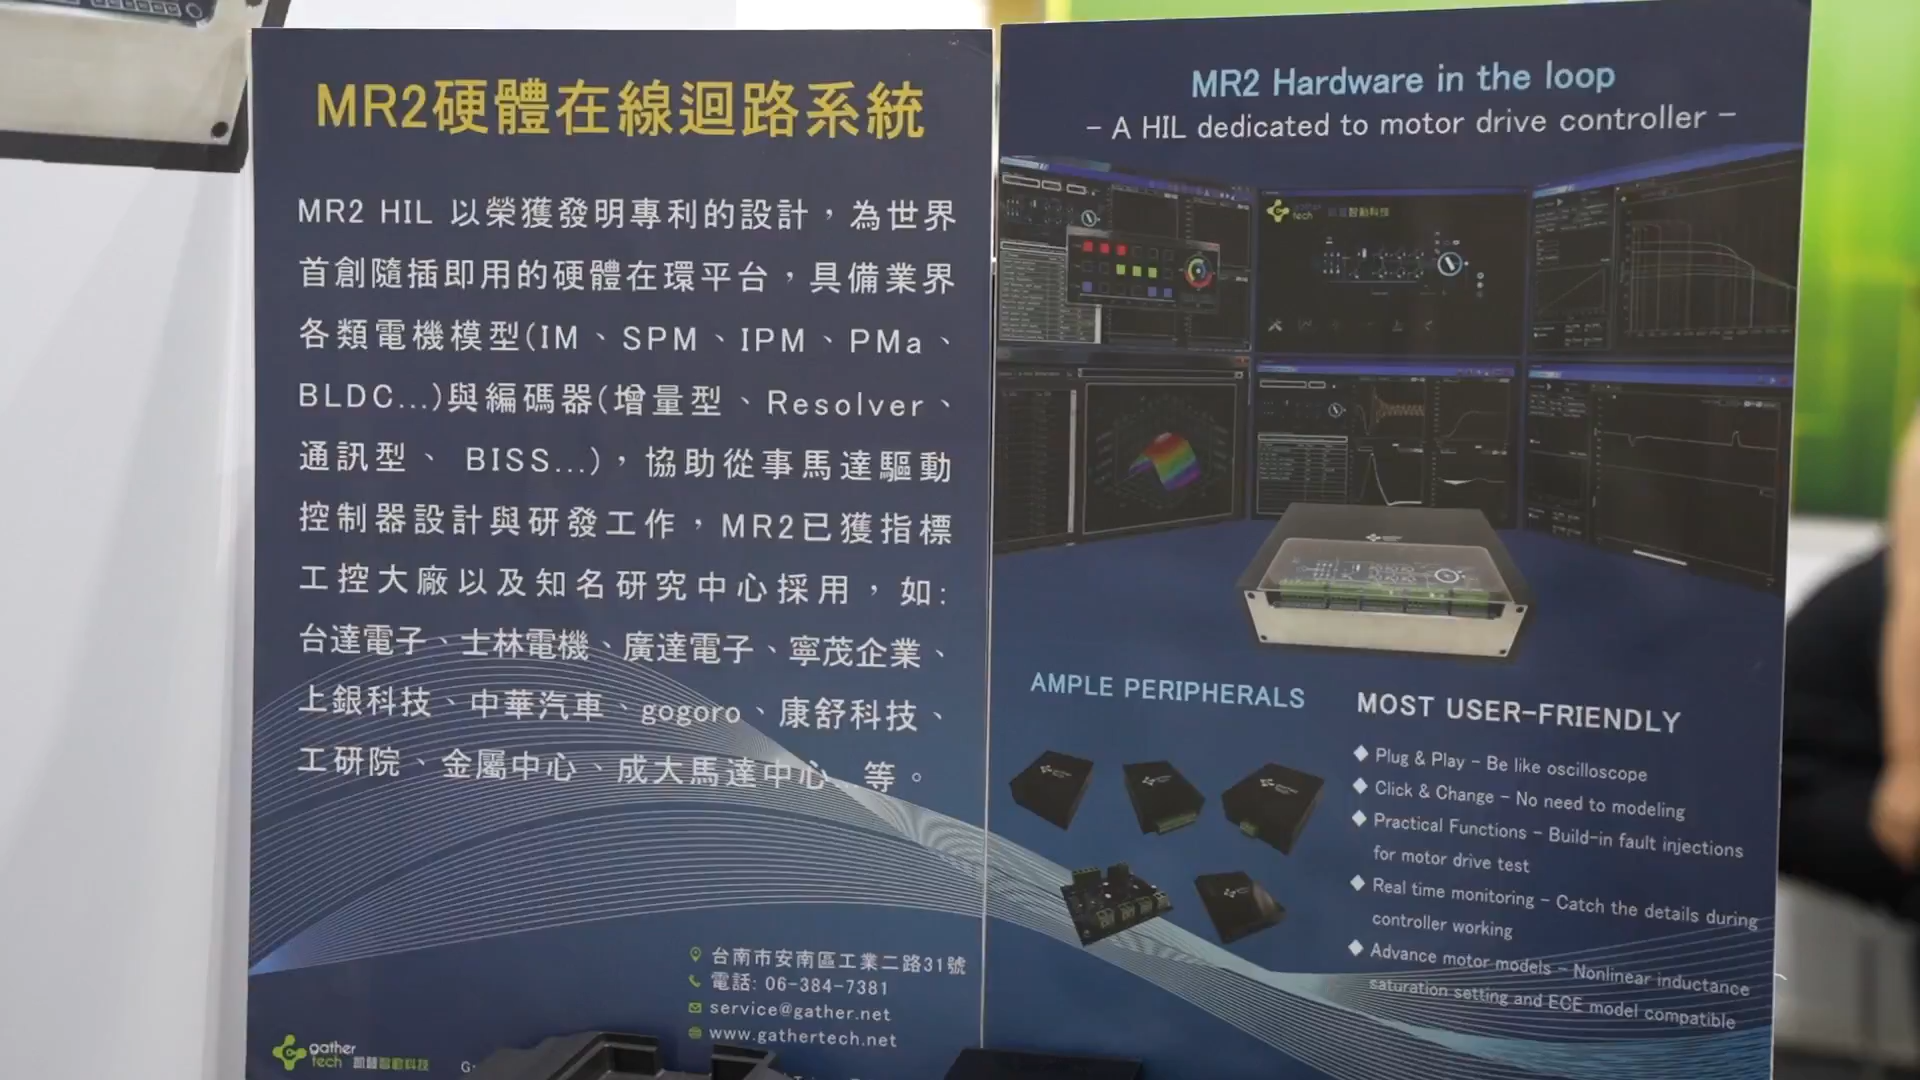 MR2硬體在線迴路系統
MR2 HIL 以榮獲發明專利的設計，為世界
首創隨插即用的硬體在環平台，具備業界
各類電機模型(IM、SPM、IPM、PMa、
BLDC...)與編碼器(增量型、Resolver、
通訊型、 BISS...)，協助從事馬達驅動
控制器設計與研發工作，MR2已獲指標
工控大廠以及知名研究中心採用，如:
台達電子、士林電機、廣達電子、寧茂企業、
上銀科技、中華汽車、gogoro、康舒科技、
工研院、金屬中心、成大馬達中心...等。
台南市安南區工業二路31號
電話: 06-384-7381
service@gather.net
www.gathertech.net
gather
tech 凱登智動科技
MR2 Hardware in the loop
- A HIL dedicated to motor drive controller -
gather
tech
AMPLE PERIPHERALS
MOST USER-FRIENDLY
◆ Plug & Play - Be like oscilloscope
◆ Click & Change - No need to modeling
◆ Practical Functions - Build-in fault injections
for motor drive test
◆ Real time monitoring - Catch the details during
controller working
◆ Advance motor models - Nonlinear inductance
saturation setting and ECE model compatible